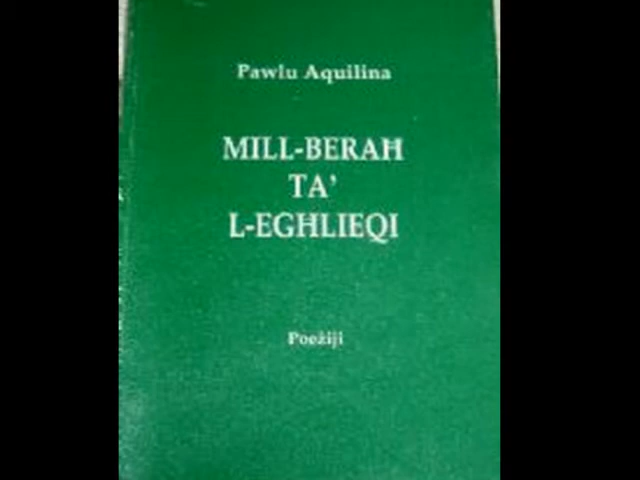 Pawlu Aquilina
MILL-BERAĦ
TA'
L-EGĦLIEQI
Poeżiji